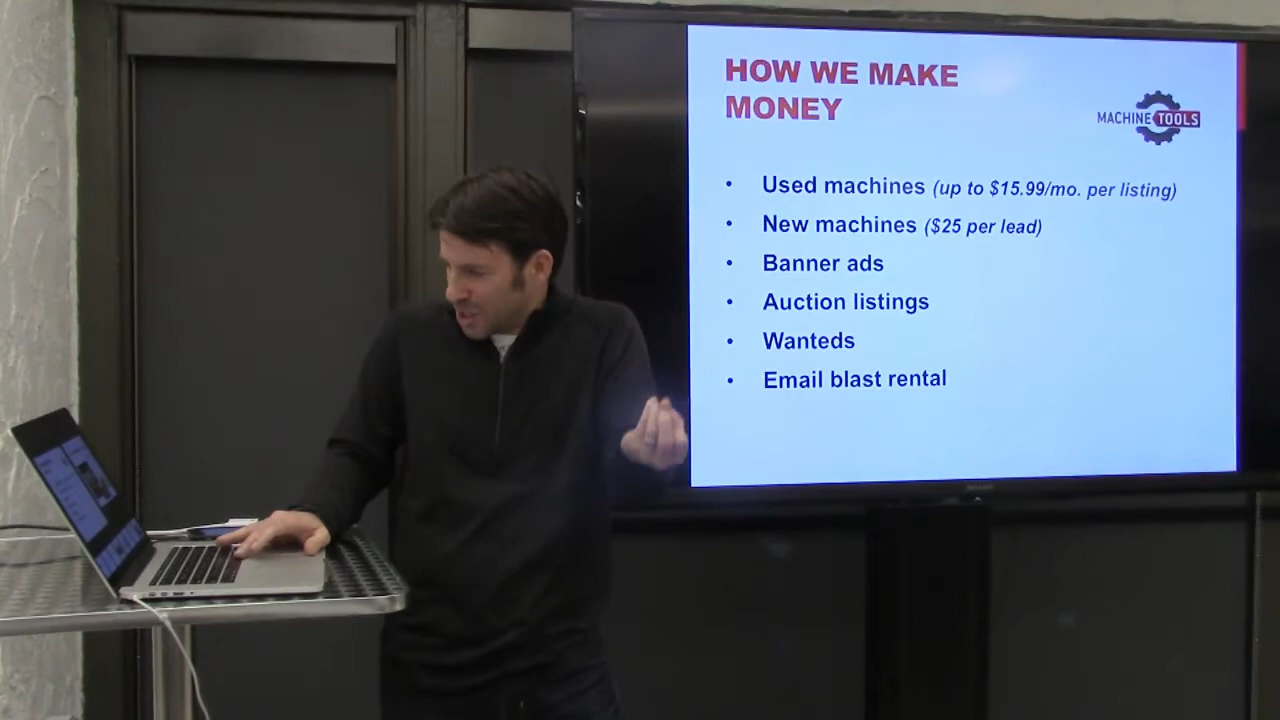 HOW WE MAKE
MONEY
MACHINE TOOLS
• Used machines (up to $15.99/mo. per listing)
• New machines ($25 per lead)
• Banner ads
• Auction listings
• Wanteds
• Email blast rental